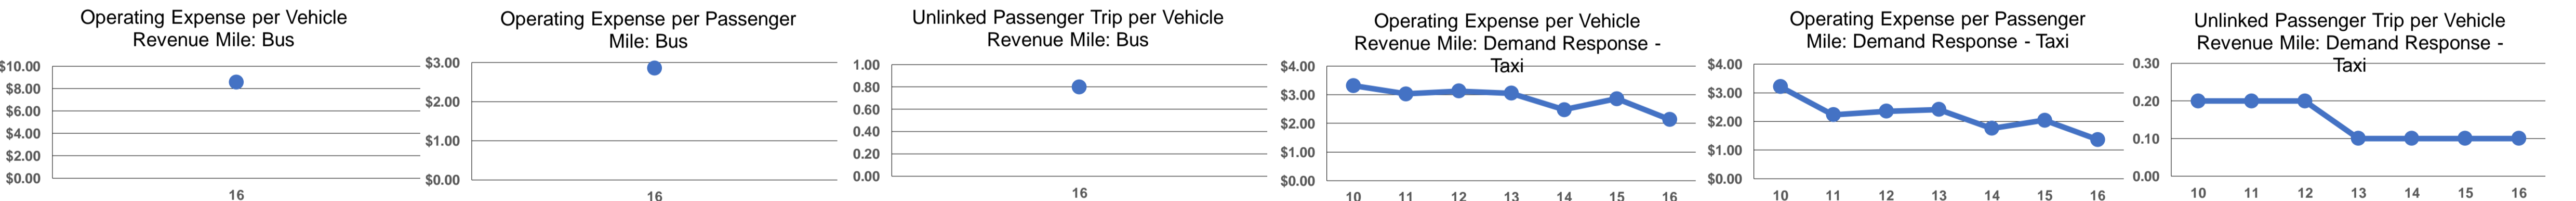 Operating Expense per Vehicle
Revenue Mile: Bus
$10.00
$8.00
$6.00
$4.00
$2.00
$0.00
16
Operating Expense per Passenger
Mile: Bus
$3.00
$2.00
$1.00
$0.00
16
Unlinked Passenger Trip per Vehicle
Revenue Mile: Bus
1.00
0.80
0.60
0.40
0.20
0.00
16
Operating Expense per Vehicle
Revenue Mile: Demand Response -
Taxi
$4.00
$3.00
$2.00
$1.00
$0.00
10 11 12 13 14 15 16
Operating Expense per Passenger
Mile: Demand Response - Taxi
$4.00
$3.00
$2.00
$1.00
$0.00
10 11 12 13 14 15 16
Unlinked Passenger Trip per Vehicle
Revenue Mile: Demand Response -
Taxi
0.30
0.20
0.10
0.00
10 11 12 13 14 15 16